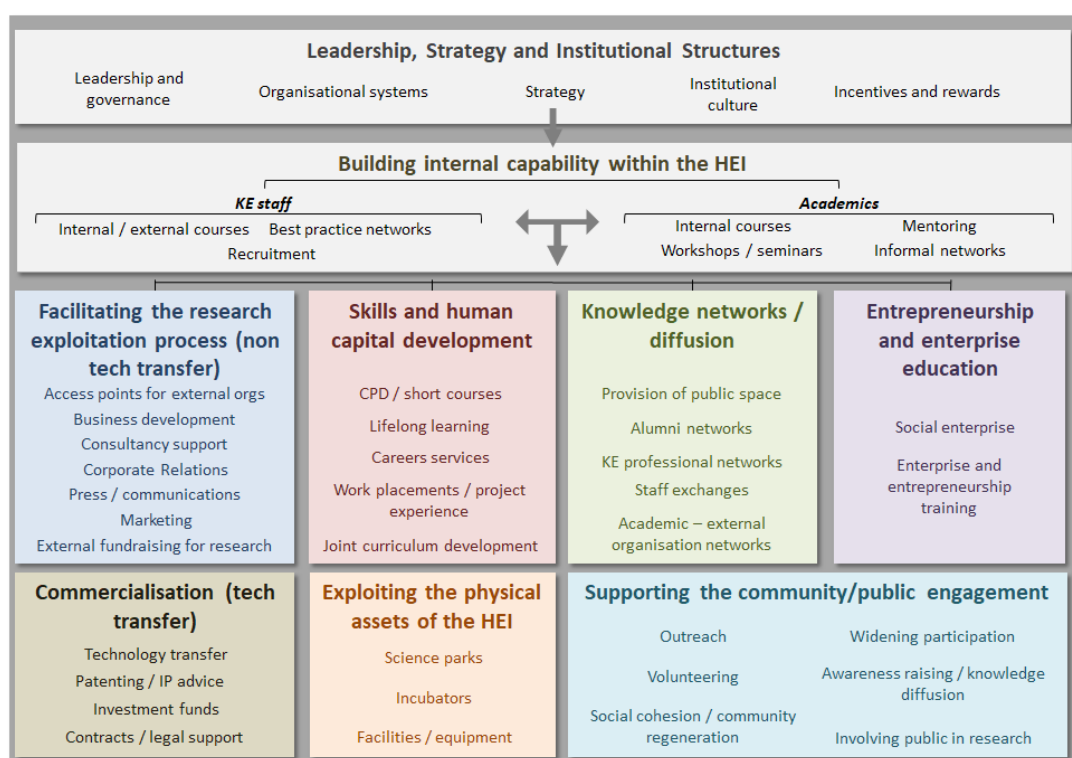 Leadership, Strategy and Institutional Structures
Leadership and
governance
Organisational systems
Strategy
Institutional
culture
Incentives and rewards
Building internal capability within the HEI
KE staff
Internal / external courses
Best practice networks
Recruitment
Academics
Internal courses
Mentoring
Workshops / seminars
Informal networks
Facilitating the research
exploitation process (non
tech transfer)
Access points for external orgs
Business development
Consultancy support
Corporate Relations
Press / communications
Marketing
External fundraising for research
Skills and human
capital development
CPD / short courses
Lifelong learning
Careers services
Work placements / project
experience
Joint curriculum development
Knowledge networks /
diffusion
Provision of public space
Alumni networks
KE professional networks
Staff exchanges
Academic – external
organisation networks
Entrepreneurship
and enterprise
education
Social enterprise
Enterprise and
entrepreneurship
training
Commercialisation (tech
transfer)
Technology transfer
Patenting / IP advice
Investment funds
Contracts / legal support
Exploiting the physical
assets of the HEI
Science parks
Incubators
Facilities / equipment
Supporting the community/public engagement
Outreach
Volunteering
Social cohesion / community
regeneration
Widening participation
Awareness raising / knowledge
diffusion
Involving public in research